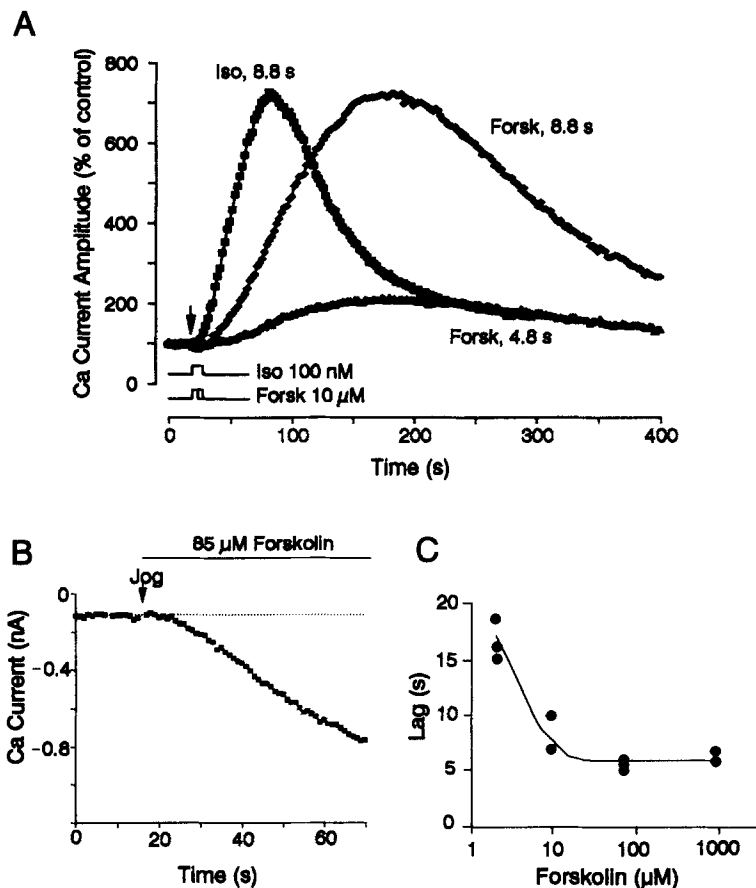 A
Ca Current Amplitude (% of control)
800
600
400
200
0
Iso, 8.8 s
Forsk, 8.8 s
Forsk, 4.8 s
Iso 100 nM
Forsk 10 µM
0 100 200 300 400
Time (s)
B
85 µM Forskolin
Jog
Ca Current (nA)
0
-0.4
-0.8
0 20 40 60
Time (s)
C
Lag (s)
20
15
10
5
0
1 10 100 1000
Forskolin (µM)